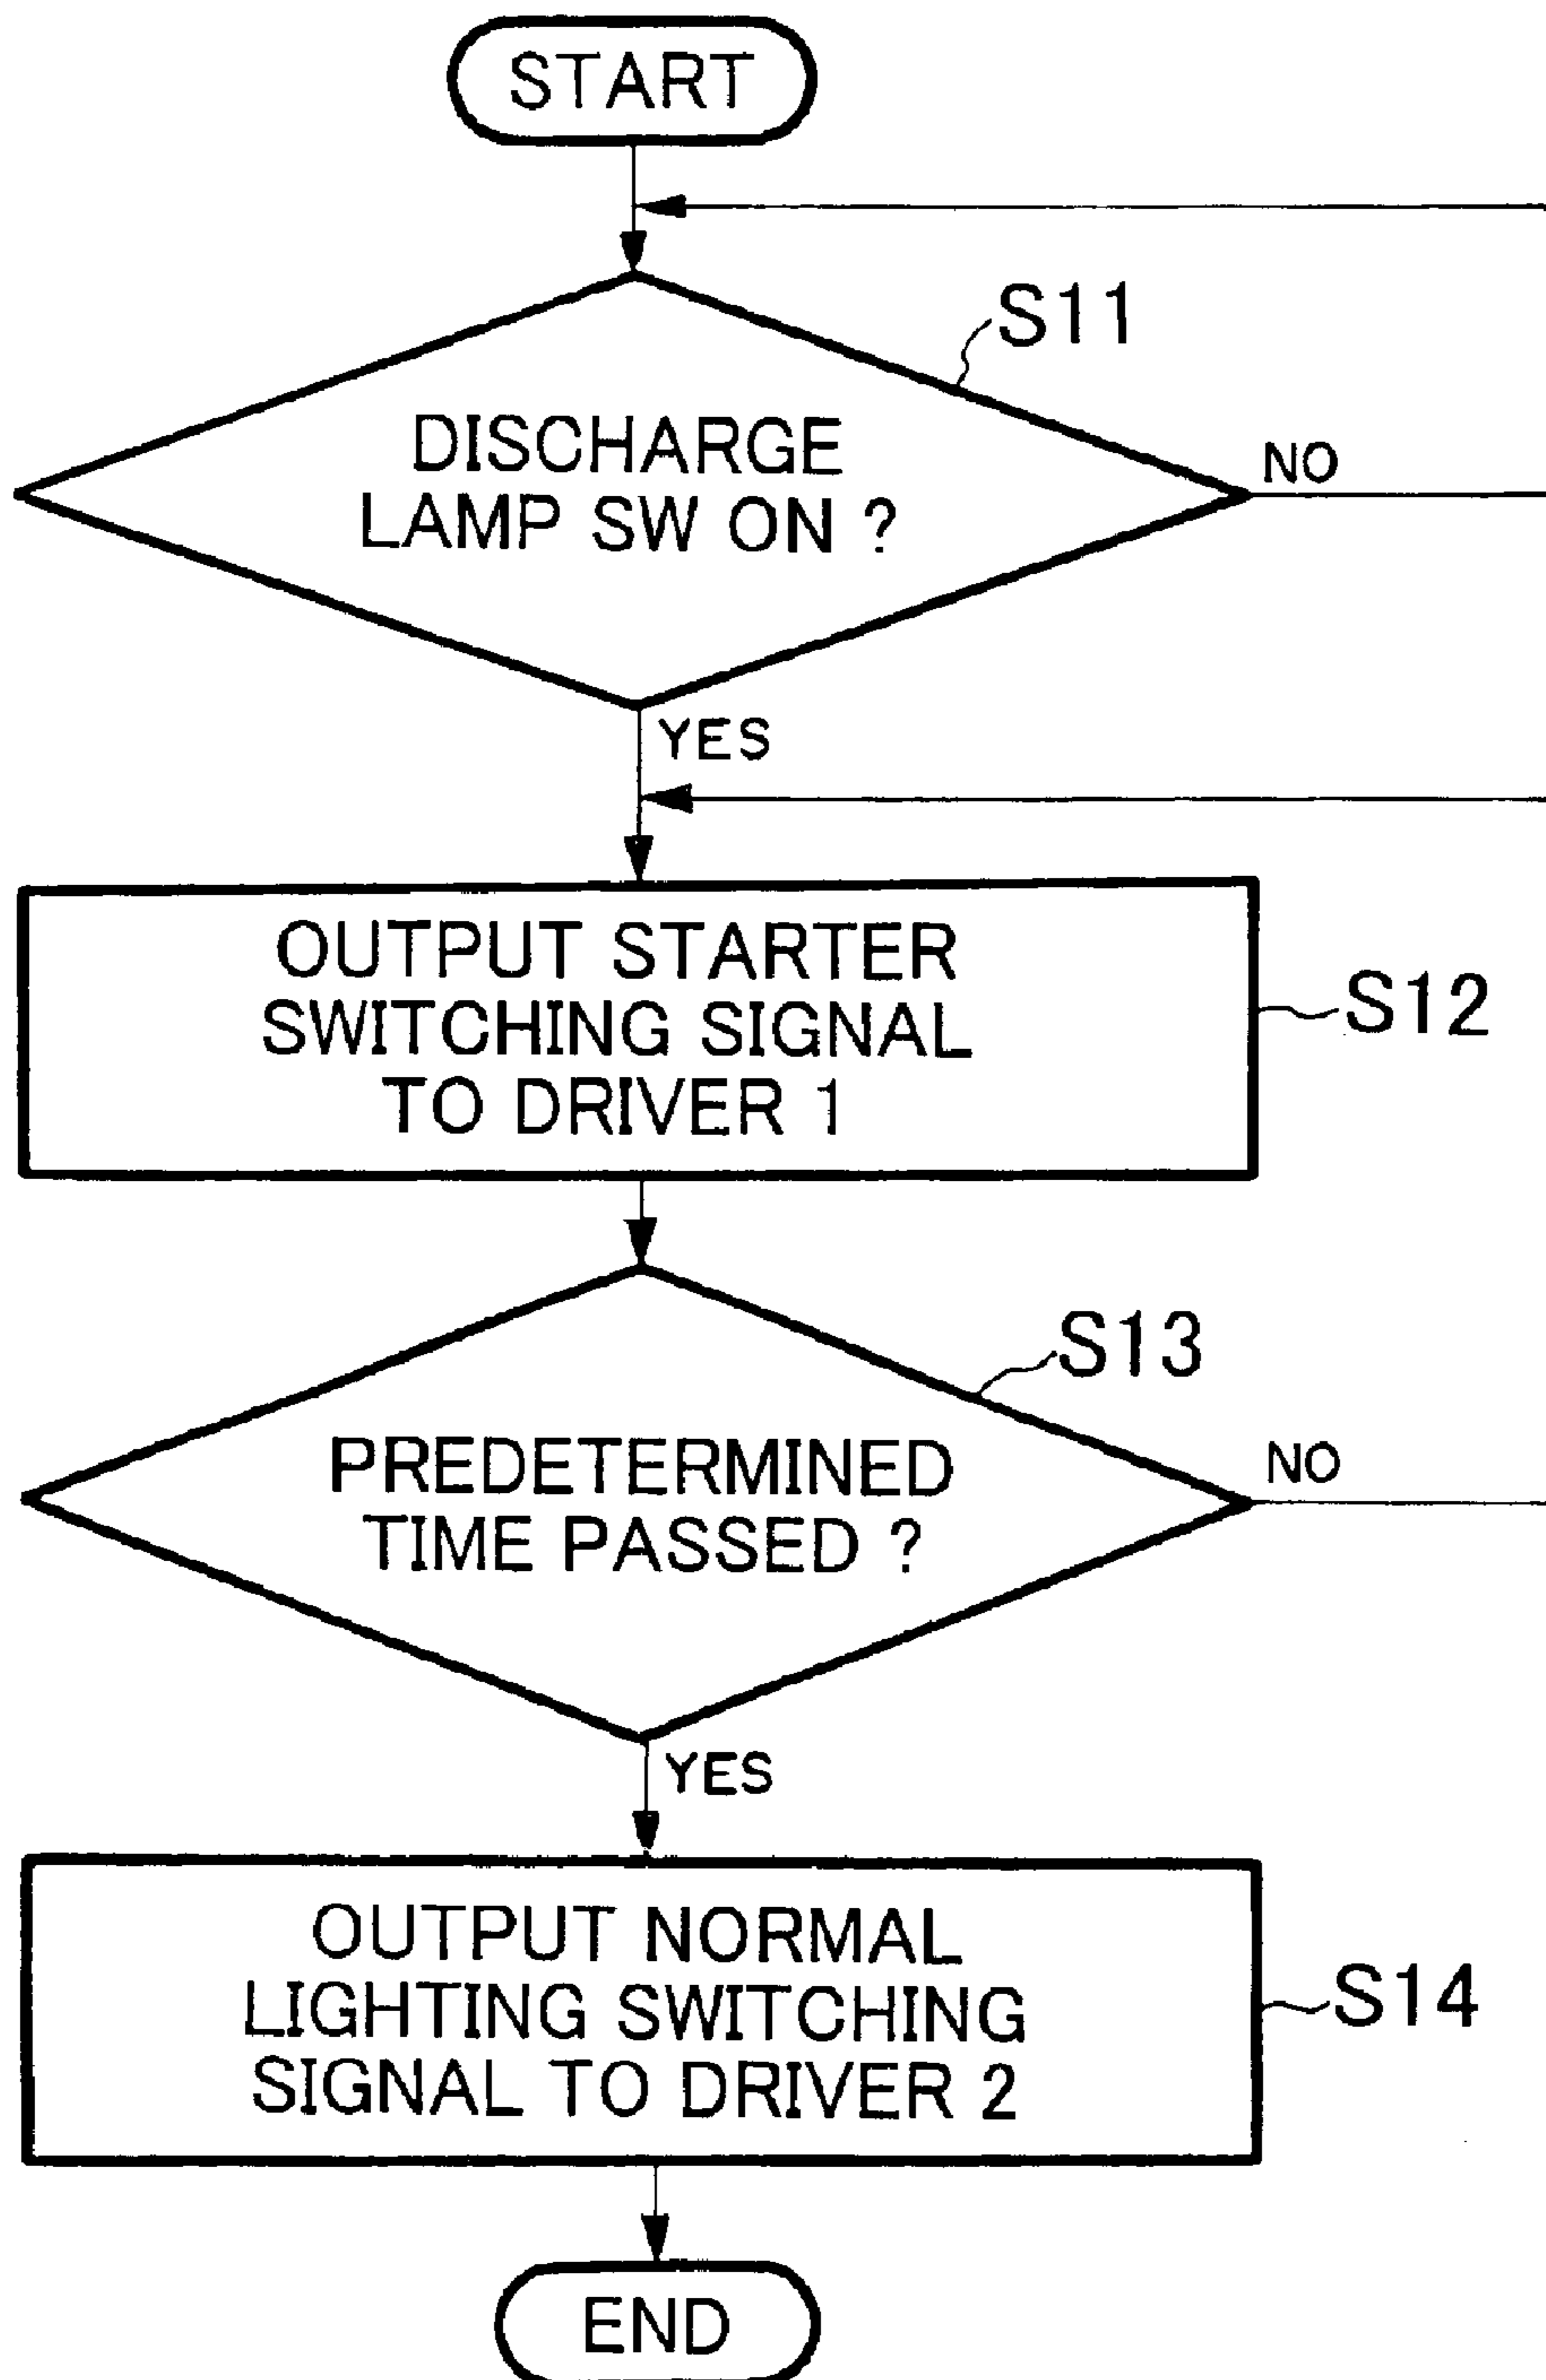 START
S11
DISCHARGE
LAMP SW ON ?
NO
YES
OUTPUT STARTER
SWITCHING SIGNAL
TO DRIVER 1
S12
S13
PREDETERMINED
TIME PASSED ?
NO
YES
OUTPUT NORMAL
LIGHTING SWITCHING
SIGNAL TO DRIVER 2
S14
END